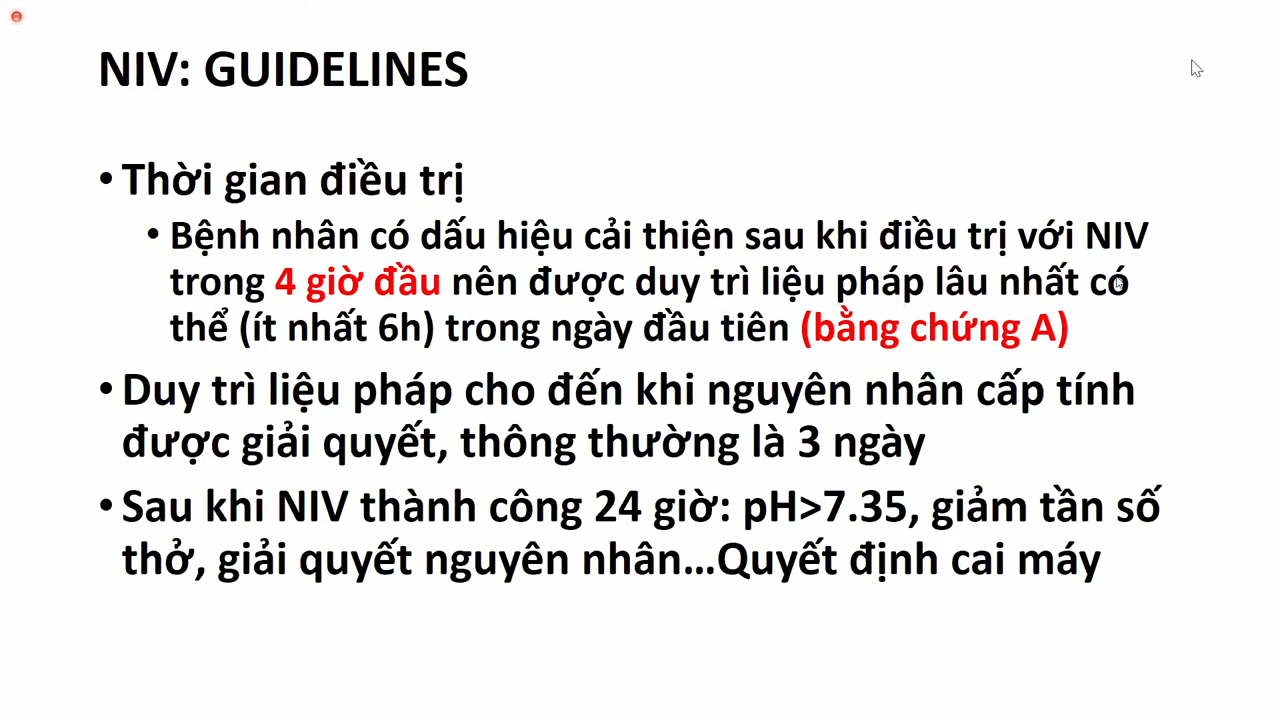 NIV: GUIDELINES
• Thời gian điều trị
• Bệnh nhân có dấu hiệu cải thiện sau khi điều trị với NIV
trong 4 giờ đầu nên được duy trì liệu pháp lâu nhất có
thể (ít nhất 6h) trong ngày đầu tiên (bằng chứng A)
• Duy trì liệu pháp cho đến khi nguyên nhân cấp tính
được giải quyết, thông thường là 3 ngày
• Sau khi NIV thành công 24 giờ: pH>7.35, giảm tần số
thở, giải quyết nguyên nhân…Quyết định cai máy